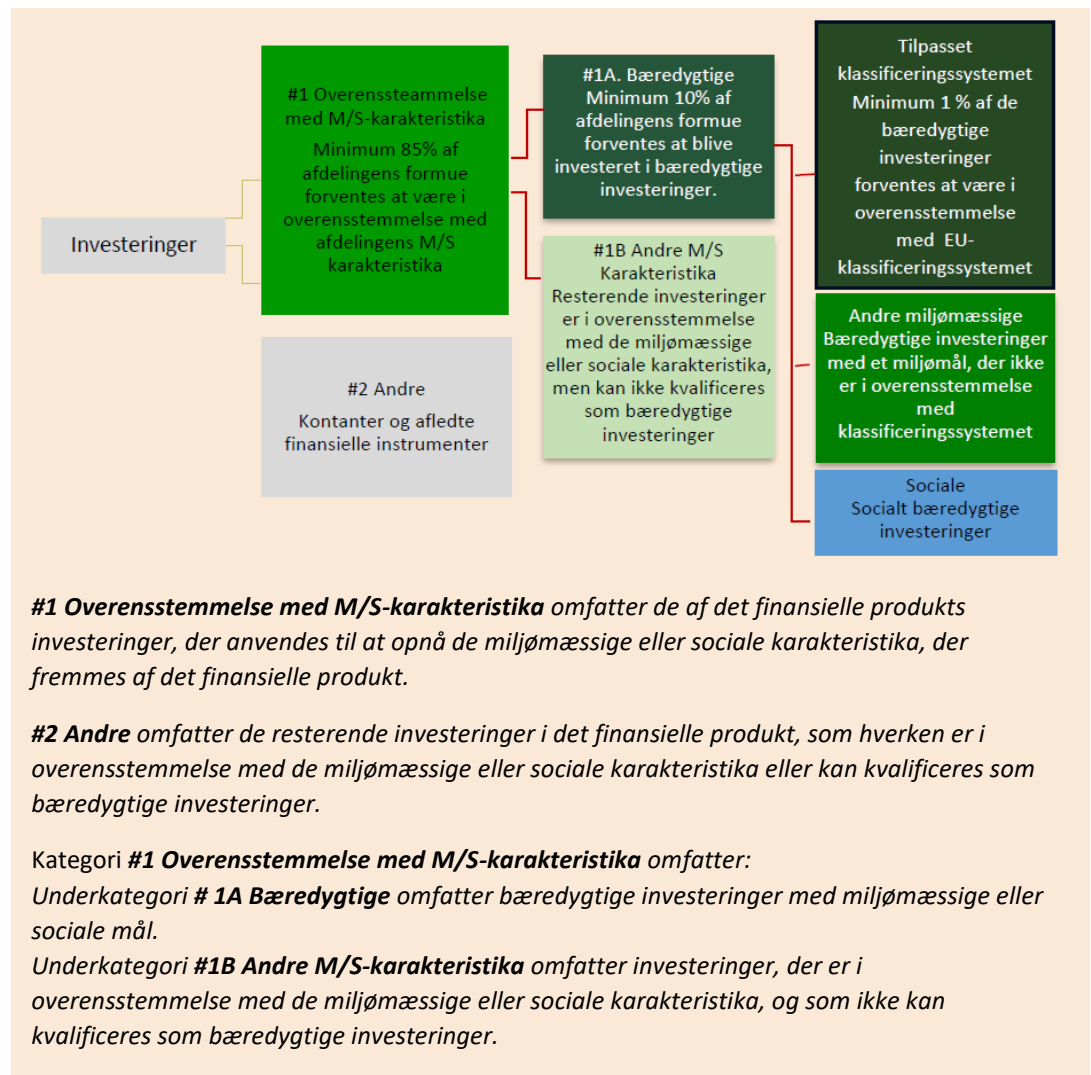 Investeringer
#1 Overenssteammelse
med M/S-karakteristika
Minimum 85% af
afdelingens formue
forventes at være i
overensstemmelse med
afdelingens M/S
karakteristika
#2 Andre
Kontanter og afledte
finansielle instrumenter
#1A. Bæredygtige
Minimum 10% af
afdelingens formue
forventes at blive
investeret i bæredygtige
investeringer.
#1B Andre M/S
Karakteristika
Resterende investeringer
er i overensstemmelse
med de miljømæssige
eller sociale karakteristika,
men kan ikke kvalificeres
som bæredygtige
investeringer
Tilpasset
klassificeringssystemet
Minimum 1 % af de
bæredygtige
investeringer
forventes at være i
overensstemmelse
med EU-
klassificeringssystemet
Andre miljømæssige
Bæredygtige investeringer
med et miljømål, der ikke
er i overensstemmelse
med
klassificeringssystemet
Sociale
Socialt bæredygtige
investeringer
#1 Overensstemmelse med M/S-karakteristika omfatter de af det finansielle produkts
investeringer, der anvendes til at opnå de miljømæssige eller sociale karakteristika, der
fremmes af det finansielle produkt.
#2 Andre omfatter de resterende investeringer i det finansielle produkt, som hverken er i
overensstemmelse med de miljømæssige eller sociale karakteristika eller kan kvalificeres som
bæredygtige investeringer.
Kategori #1 Overensstemmelse med M/S-karakteristika omfatter:
Underkategori # 1A Bæredygtige omfatter bæredygtige investeringer med miljømæssige eller
sociale mål.
Underkategori #1B Andre M/S-karakteristika omfatter investeringer, der er i
overensstemmelse med de miljømæssige eller sociale karakteristika, og som ikke kan
kvalificeres som bæredygtige investeringer.